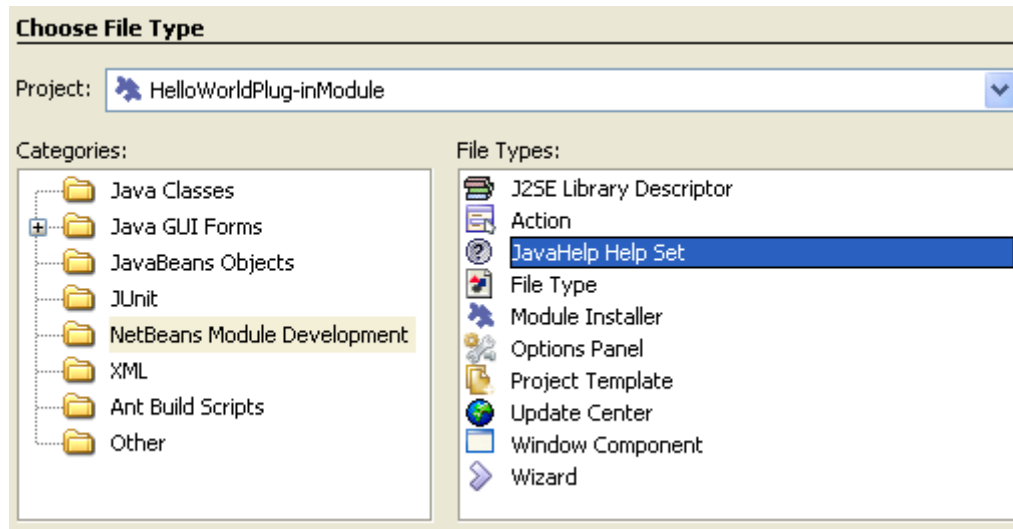 Choose File Type
Project: HelloWorldPlug-inModule
Categories:
Java Classes
Java GUI Forms
JavaBeans Objects
JUnit
NetBeans Module Development
XML
Ant Build Scripts
Other
File Types:
J2SE Library Descriptor
Action
JavaHelp Help Set
File Type
Module Installer
Options Panel
Project Template
Update Center
Window Component
Wizard